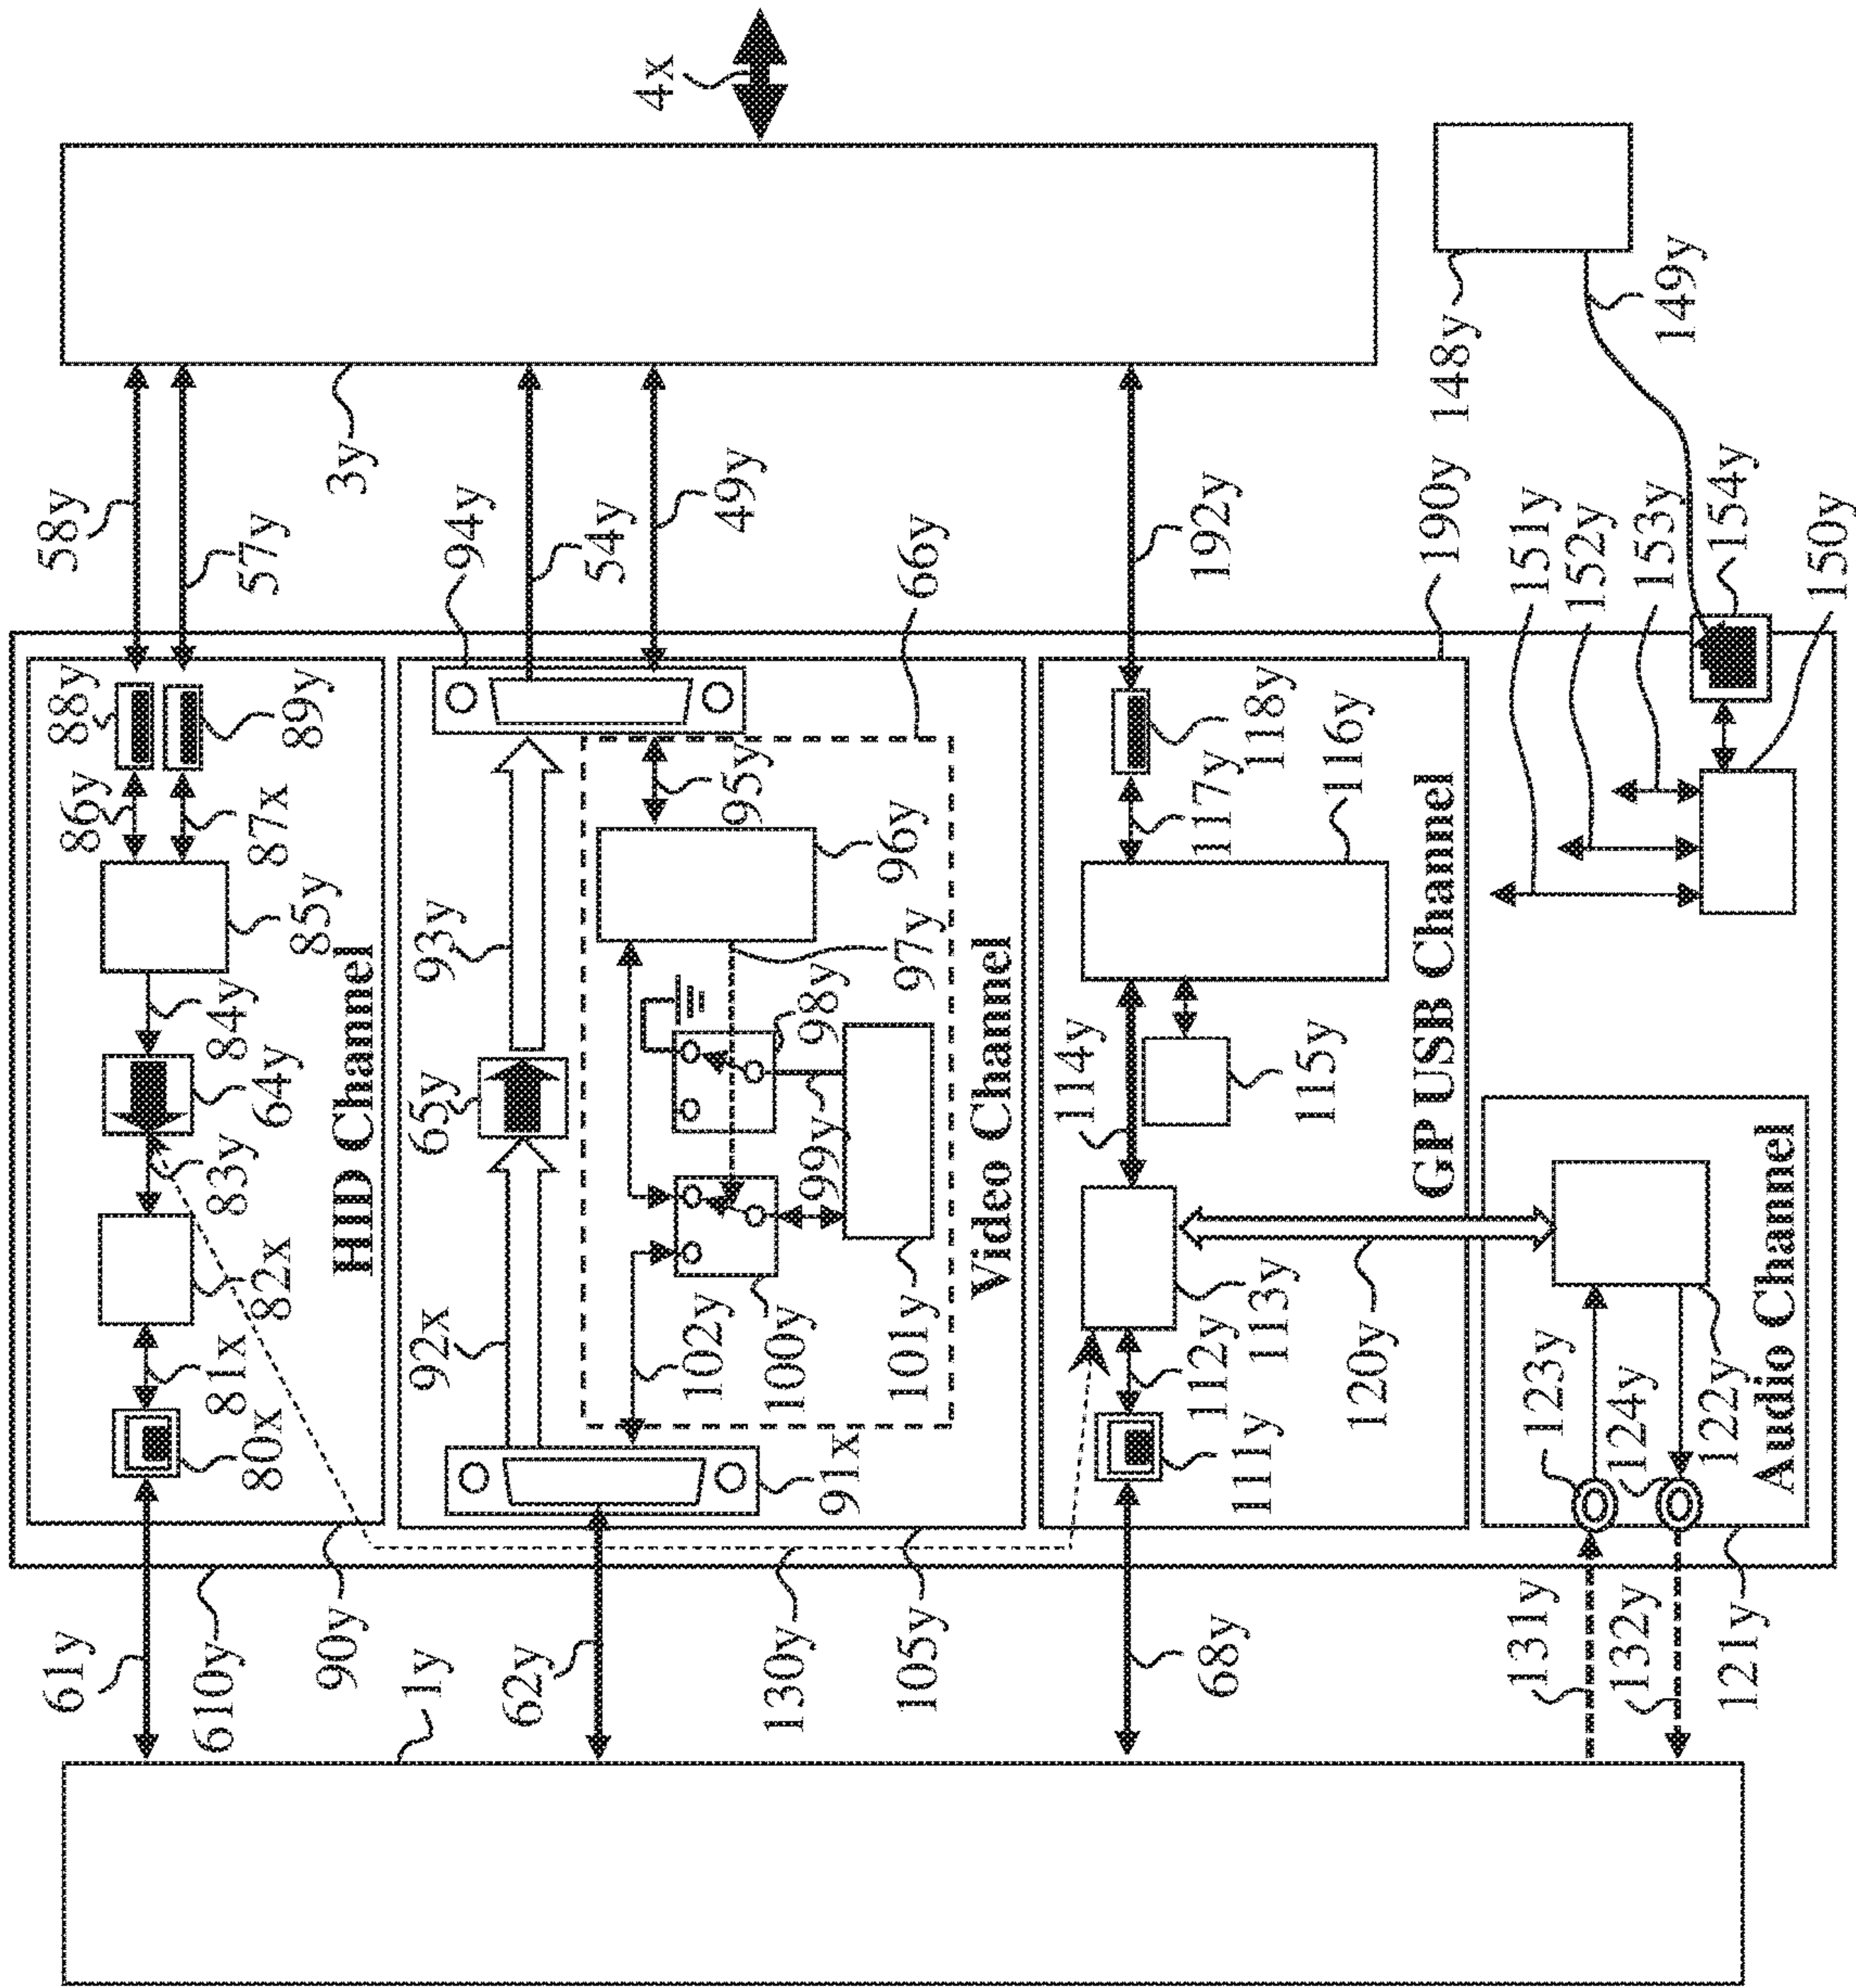 4x
58y
57y
3y
94y
54y
49y
66y
192y
190y
148y
149y
151y
152y
153y
154y
150y
88y
89y
86y
87x
85y
84y
64y
83y
82x
81x
80x
HID Channel
93y
65y
92x
95y
96y
97y
98y
99y
102y
100y
101y
91x
Video Channel
118y
117y
116y
114y
115y
113y
112y
111y
GP USB Channel
120y
123y
124y
122y
Audio Channel
61y
610y
90y
1y
62y
130y
105y
68y
131y
132y
121y